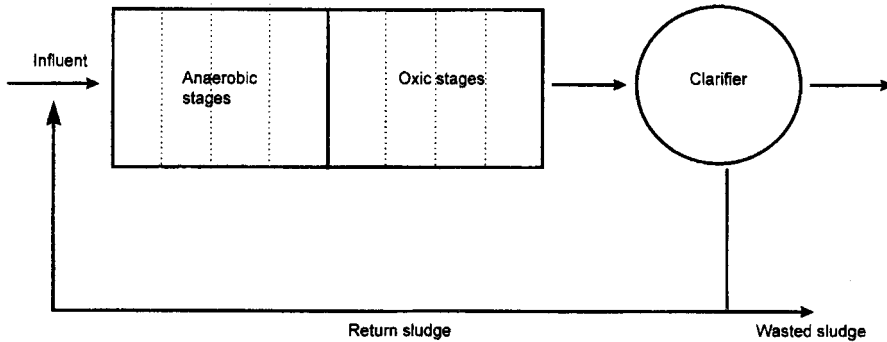 Influent
Anaerobic
stages
Oxic stages
Clarifier
Return sludge
Wasted sludge